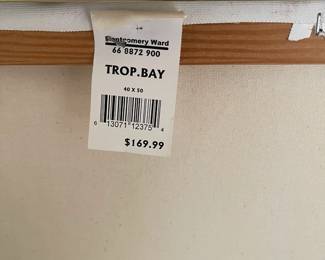 Montgomery Ward
66 8872 900
TROP.BAY
40 X 50
6 13071 12375 4
$169.99